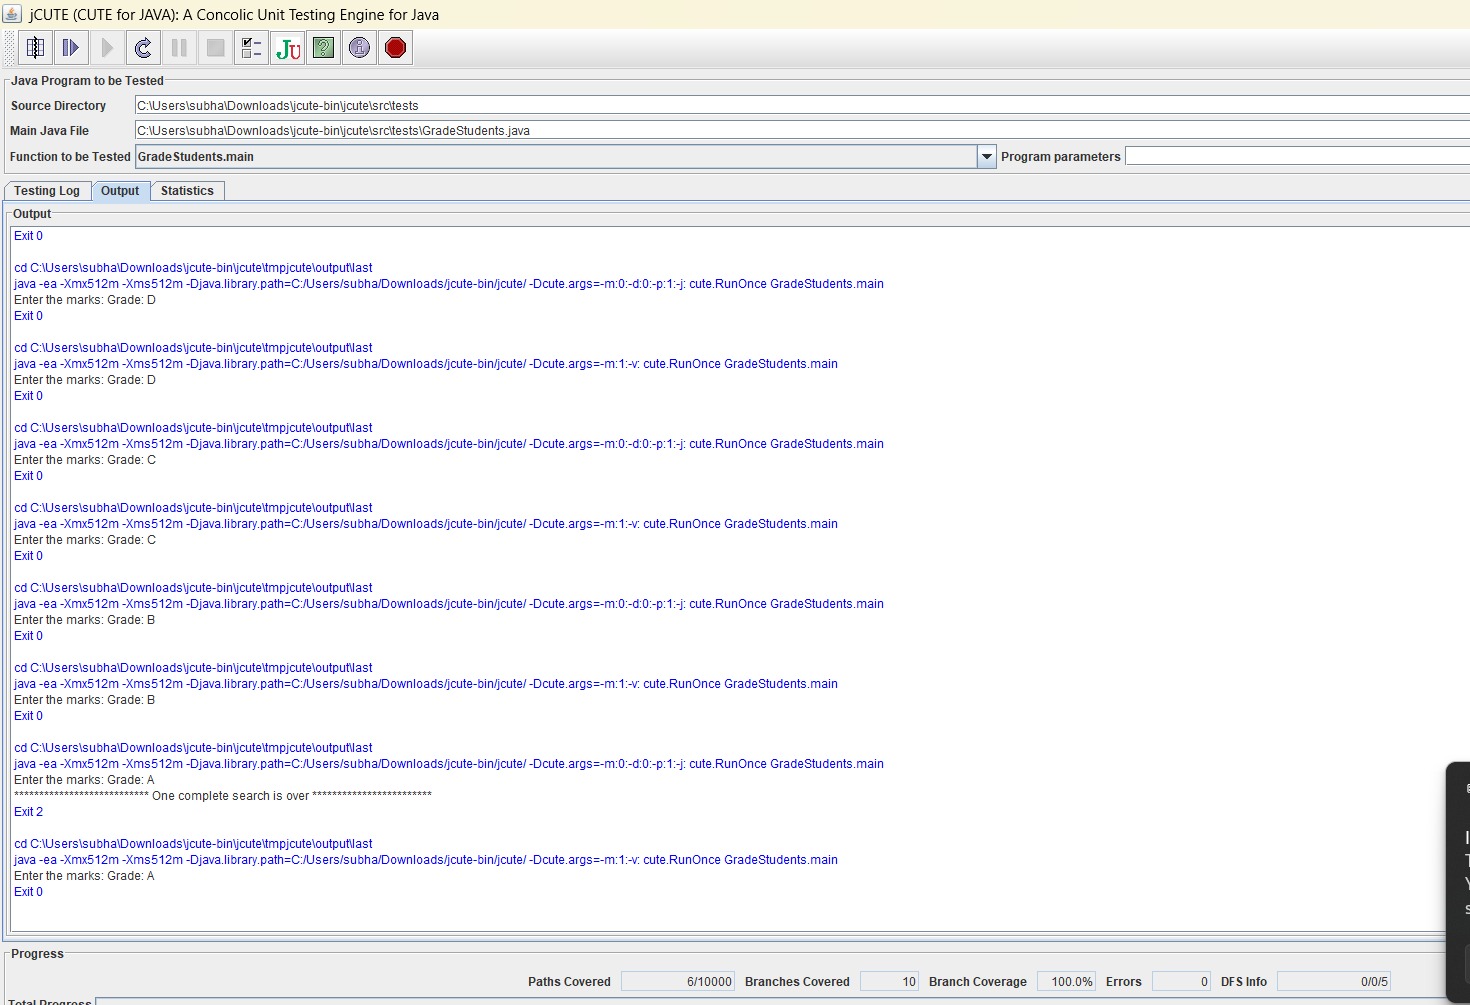 jCUTE (CUTE for JAVA): A Concolic Unit Testing Engine for Java
Java Program to be Tested
Source Directory C:\Users\subha\Downloads\jcute-bin\jcute\src\tests
Main Java File C:\Users\subha\Downloads\jcute-bin\jcute\src\tests\GradeStudents.java
Function to be Tested GradeStudents.main Program parameters
Testing Log Output Statistics
Output
Exit 0
cd C:\Users\subha\Downloads\jcute-bin\jcute\tmpjcute\output\last
java -ea -Xmx512m -Xms512m -Djava.library.path=C:/Users/subha/Downloads/jcute-bin/jcute/ -Dcute.args=-m:0:-d:0:-p:1:-j: cute.RunOnce GradeStudents.main
Enter the marks: Grade: D
Exit 0
cd C:\Users\subha\Downloads\jcute-bin\jcute\tmpjcute\output\last
java -ea -Xmx512m -Xms512m -Djava.library.path=C:/Users/subha/Downloads/jcute-bin/jcute/ -Dcute.args=-m:1:-v: cute.RunOnce GradeStudents.main
Enter the marks: Grade: D
Exit 0
cd C:\Users\subha\Downloads\jcute-bin\jcute\tmpjcute\output\last
java -ea -Xmx512m -Xms512m -Djava.library.path=C:/Users/subha/Downloads/jcute-bin/jcute/ -Dcute.args=-m:0:-d:0:-p:1:-j: cute.RunOnce GradeStudents.main
Enter the marks: Grade: C
Exit 0
cd C:\Users\subha\Downloads\jcute-bin\jcute\tmpjcute\output\last
java -ea -Xmx512m -Xms512m -Djava.library.path=C:/Users/subha/Downloads/jcute-bin/jcute/ -Dcute.args=-m:1:-v: cute.RunOnce GradeStudents.main
Enter the marks: Grade: C
Exit 0
cd C:\Users\subha\Downloads\jcute-bin\jcute\tmpjcute\output\last
java -ea -Xmx512m -Xms512m -Djava.library.path=C:/Users/subha/Downloads/jcute-bin/jcute/ -Dcute.args=-m:0:-d:0:-p:1:-j: cute.RunOnce GradeStudents.main
Enter the marks: Grade: B
Exit 0
cd C:\Users\subha\Downloads\jcute-bin\jcute\tmpjcute\output\last
java -ea -Xmx512m -Xms512m -Djava.library.path=C:/Users/subha/Downloads/jcute-bin/jcute/ -Dcute.args=-m:1:-v: cute.RunOnce GradeStudents.main
Enter the marks: Grade: B
Exit 0
cd C:\Users\subha\Downloads\jcute-bin\jcute\tmpjcute\output\last
java -ea -Xmx512m -Xms512m -Djava.library.path=C:/Users/subha/Downloads/jcute-bin/jcute/ -Dcute.args=-m:0:-d:0:-p:1:-j: cute.RunOnce GradeStudents.main
Enter the marks: Grade: A
*************************** One complete search is over ************************
Exit 2
cd C:\Users\subha\Downloads\jcute-bin\jcute\tmpjcute\output\last
java -ea -Xmx512m -Xms512m -Djava.library.path=C:/Users/subha/Downloads/jcute-bin/jcute/ -Dcute.args=-m:1:-v: cute.RunOnce GradeStudents.main
Enter the marks: Grade: A
Exit 0
Progress
Paths Covered 6/10000 Branches Covered 10 Branch Coverage 100.0% Errors 0 DFS Info 0/0/5
Total Progress